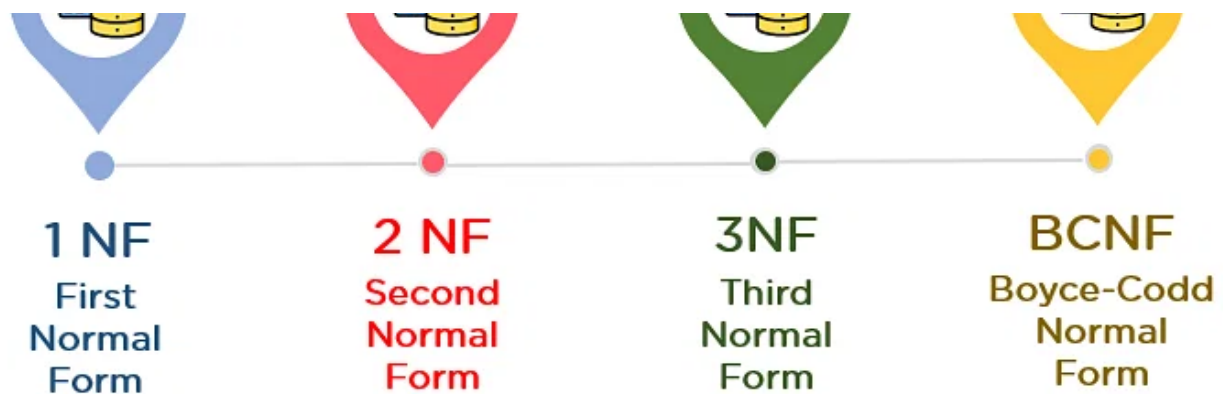 1 NF
First
Normal
Form
2 NF
Second
Normal
Form
3NF
Third
Normal
Form
BCNF
Boyce-Codd
Normal
Form